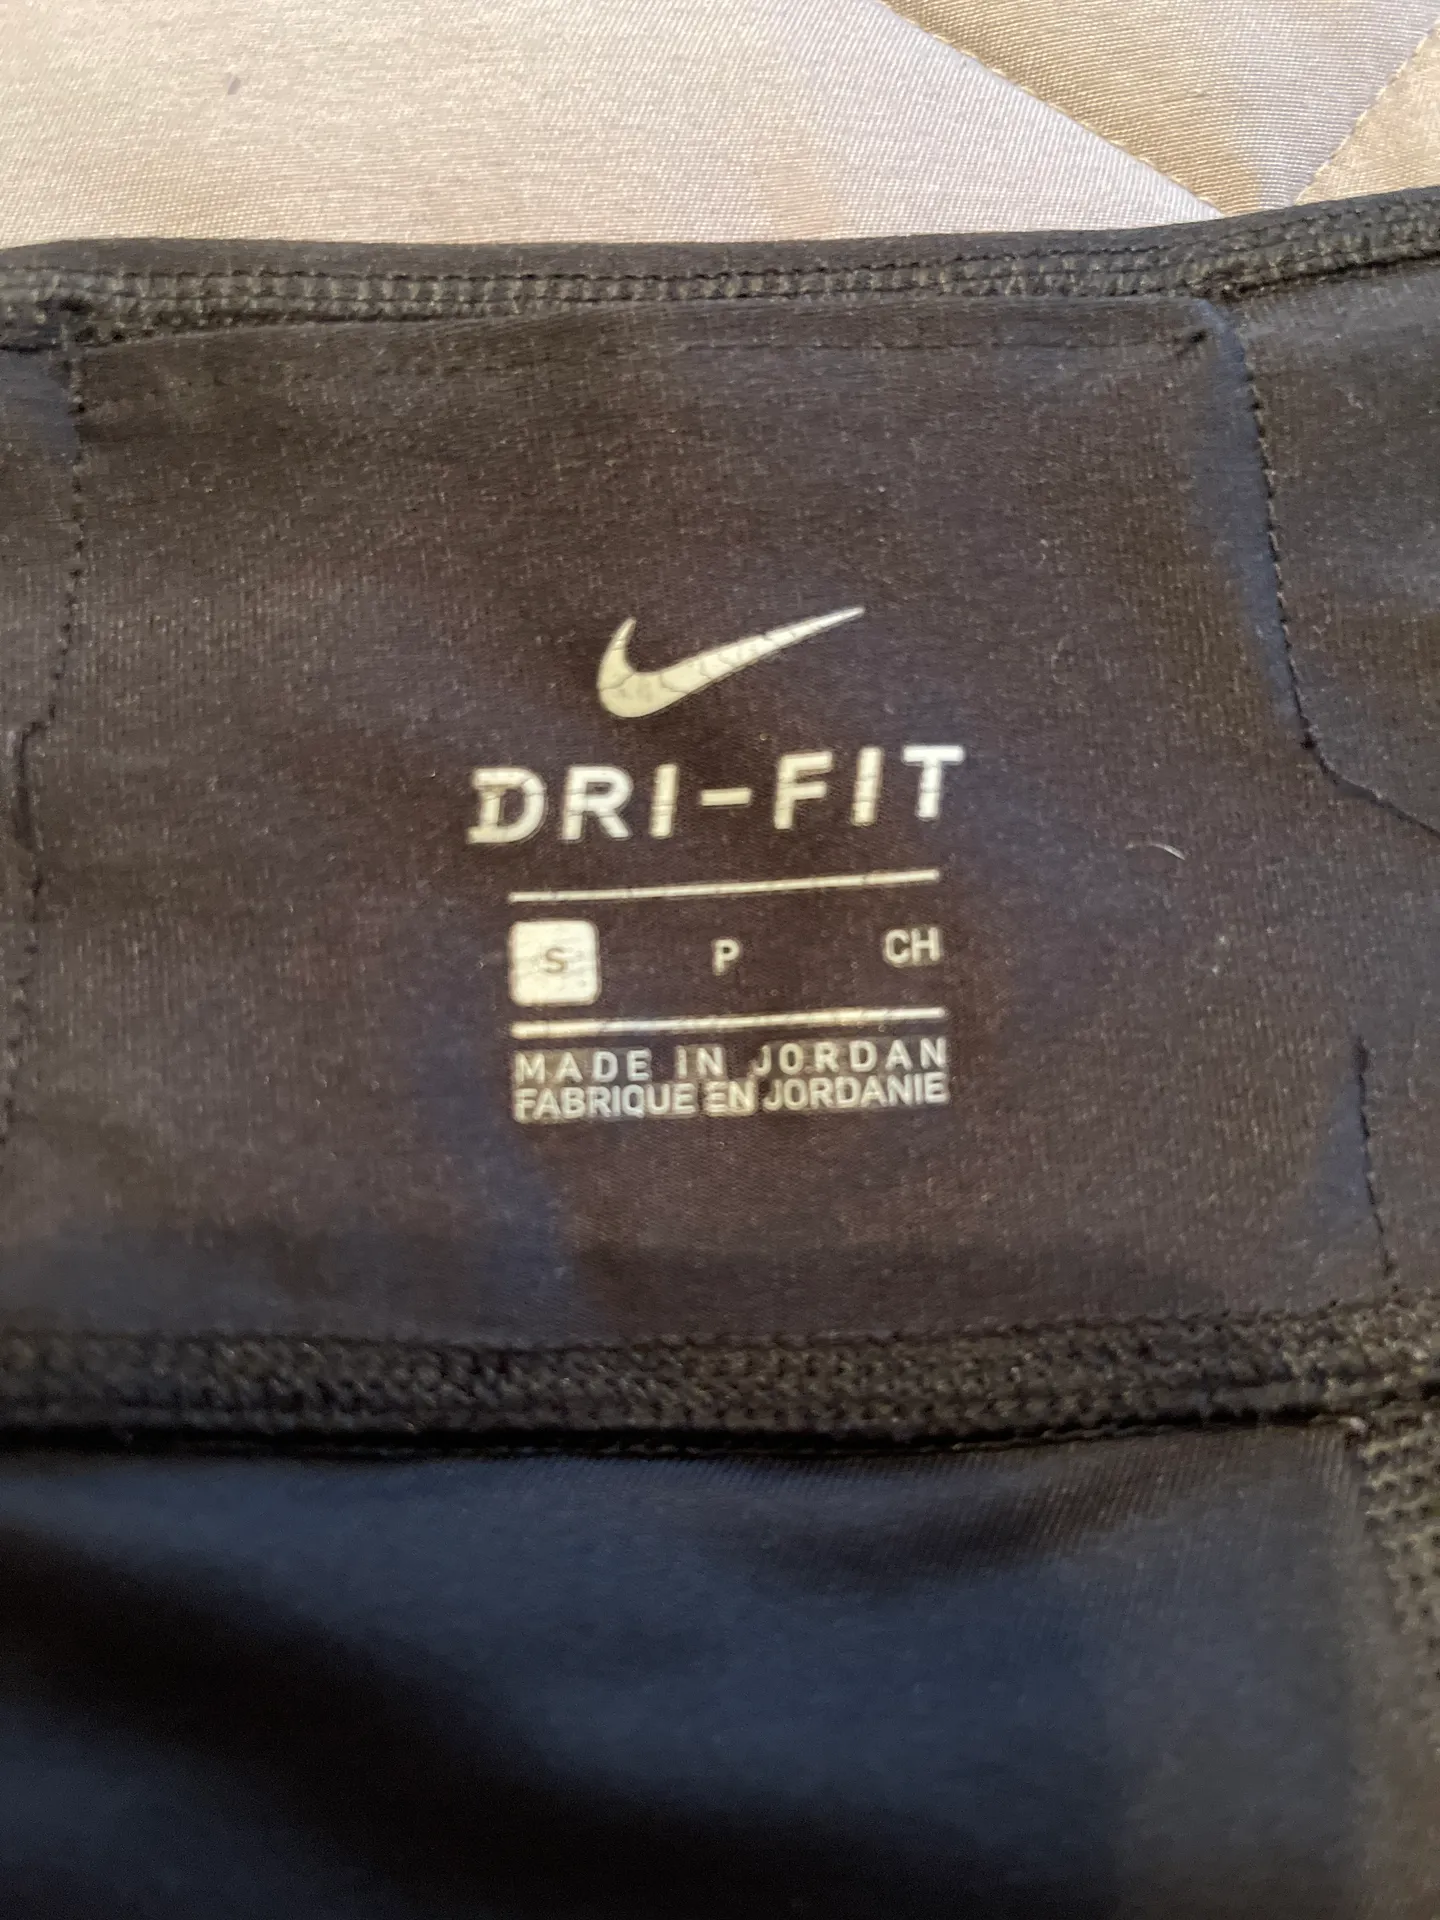 DRI-FIT
S P CH
MADE IN JORDAN
FABRIQUE EN JORDANIE